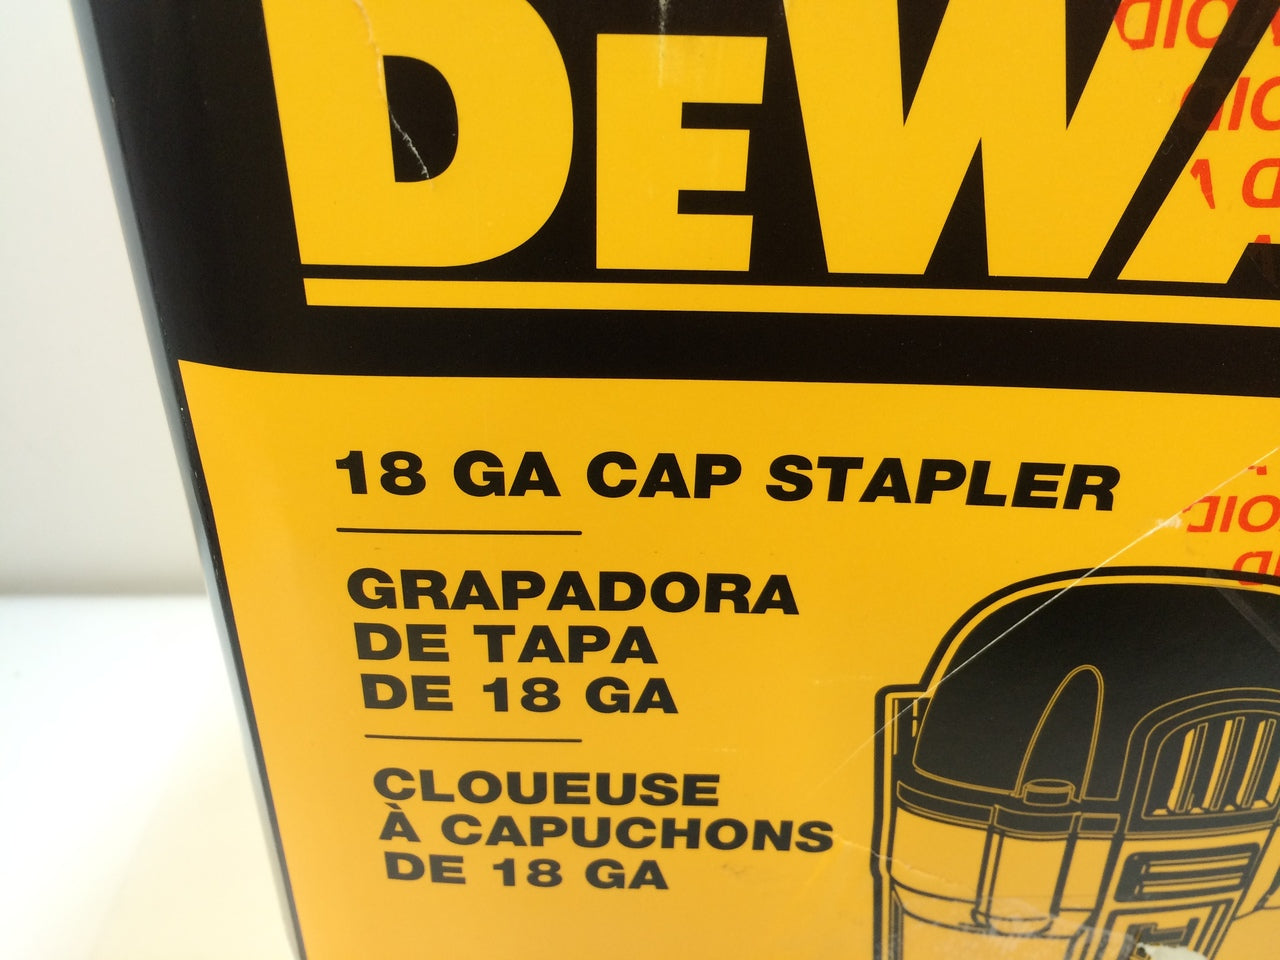 DEWA
18 GA CAP STAPLER
GRAPADORA
DE TAPA
DE 18 GA
CLOUEUSE
À CAPUCHONS
DE 18 GA